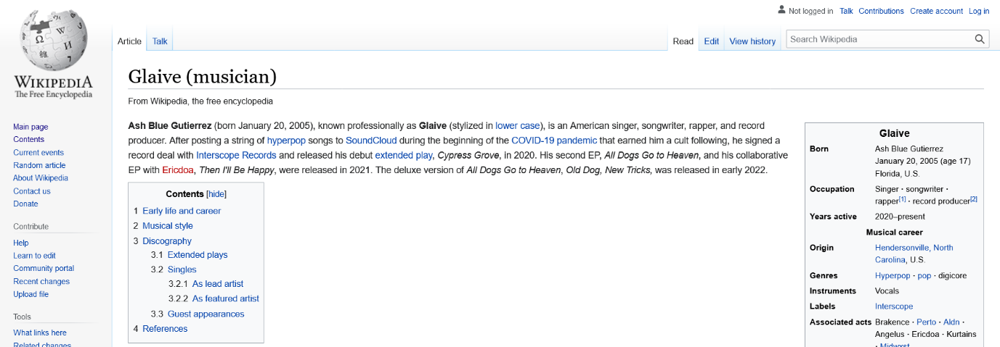 Not logged in Talk Contributions Create account Log in
Article Talk Read Edit View history Search Wikipedia
WIKIPEDIA
The Free Encyclopedia
Main page
Contents
Current events
Random article
About Wikipedia
Contact us
Donate
Contribute
Help
Learn to edit
Community portal
Recent changes
Upload file
Tools
What links here
Related changes
Glaive (musician)
From Wikipedia, the free encyclopedia
Ash Blue Gutierrez (born January 20, 2005), known professionally as Glaive (stylized in lower case), is an American singer, songwriter, rapper, and record
producer. After posting a string of hyperpop songs to SoundCloud during the beginning of the COVID-19 pandemic that earned him a cult following, he signed a
record deal with Interscope Records and released his debut extended play, Cypress Grove, in 2020. His second EP, All Dogs Go to Heaven, and his collaborative
EP with Ericdoa, Then I'll Be Happy, were released in 2021. The deluxe version of All Dogs Go to Heaven, Old Dog, New Tricks, was released in early 2022.
Contents [hide]
1 Early life and career
2 Musical style
3 Discography
3.1 Extended plays
3.2 Singles
3.2.1 As lead artist
3.2.2 As featured artist
3.3 Guest appearances
4 References
Glaive
Born Ash Blue Gutierrez
January 20, 2005 (age 17)
Florida, U.S.
Occupation Singer · songwriter ·
rapper[1] · record producer[2]
Years active 2020–present
Musical career
Origin Hendersonville, North
Carolina, U.S.
Genres Hyperpop · pop · digicore
Instruments Vocals
Labels Interscope
Associated acts Brakence · Perto · Aldn ·
Angelus · Ericdoa · Kurtains
· Midwxst